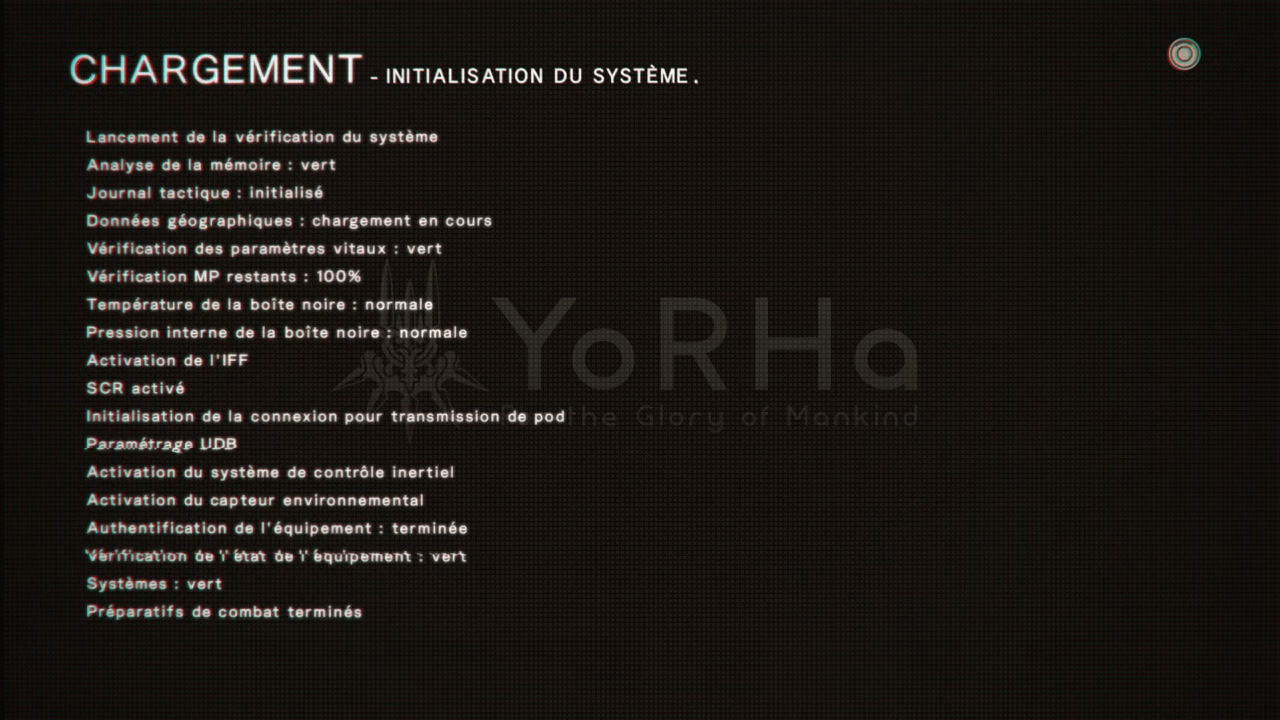 CHARGEMENT - INITIALISATION DU SYSTÈME.
Lancement de la vérification du système
Analyse de la mémoire : vert
Journal tactique : initialisé
Données géographiques : chargement en cours
Vérification des paramètres vitaux : vert
Vérification MP restants : 100%
Température de la boîte noire : normale
Pression interne de la boîte noire : normale
Activation de l'IFF
SCR activé
Initialisation de la connexion pour transmission de pod
Paramétrage UDB
Activation du système de contrôle inertiel
Activation du capteur environnemental
Authentification de l'équipement : terminée
Vérification de l'état de l'équipement : vert
Systèmes : vert
Préparatifs de combat terminés
YoRHa
the Glory of Mankind